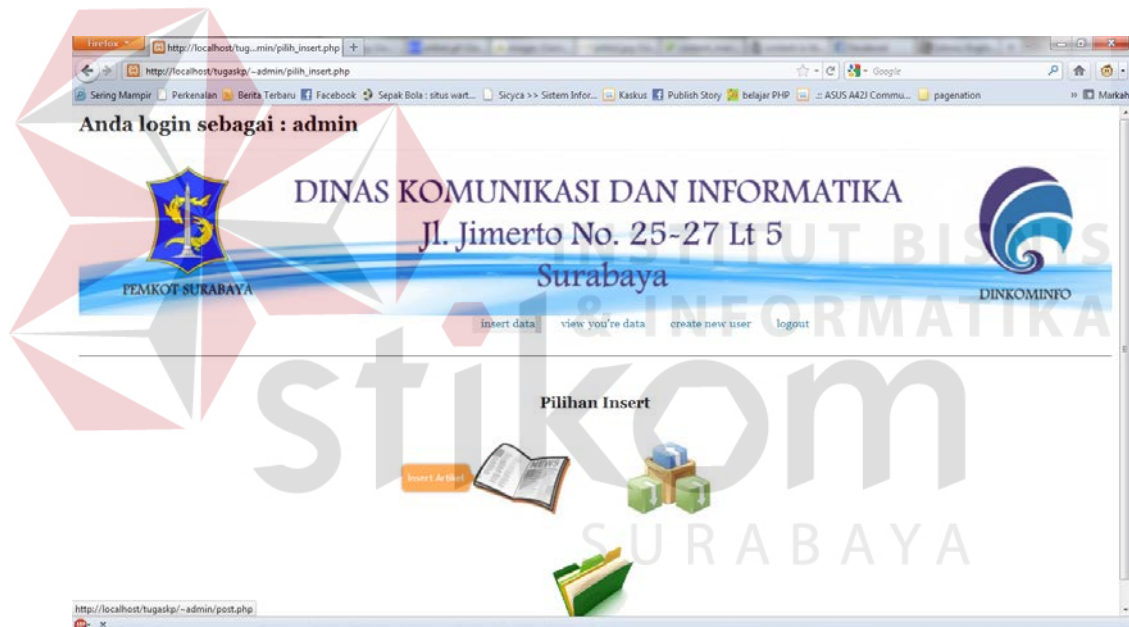 Firefox
http://localhost/tug...min/pilih_insert.php
http://localhost/tugaskp/~admin/pilih_insert.php
Google
Sering Mampir Perkenalan Berita Terbaru Facebook Sepak Bola : situs wart... Sicyca >> Sistem Infor... Kaskus Publish Story belajar PHP .:: ASUS A42J Commu... pagenation
Markah
Anda login sebagai : admin
DINAS KOMUNIKASI DAN INFORMATIKA
Jl. Jimerto No. 25-27 Lt 5
Surabaya
PEMKOT SURABAYA
DINKOMINFO
INSTITUT BISNIS
& INFORMATIKA
insert data view you're data create new user logout
stikom
SURABAYA
Pilihan Insert
Insert Artikel
NEWS
http://localhost/tugaskp/~admin/post.php
ABP